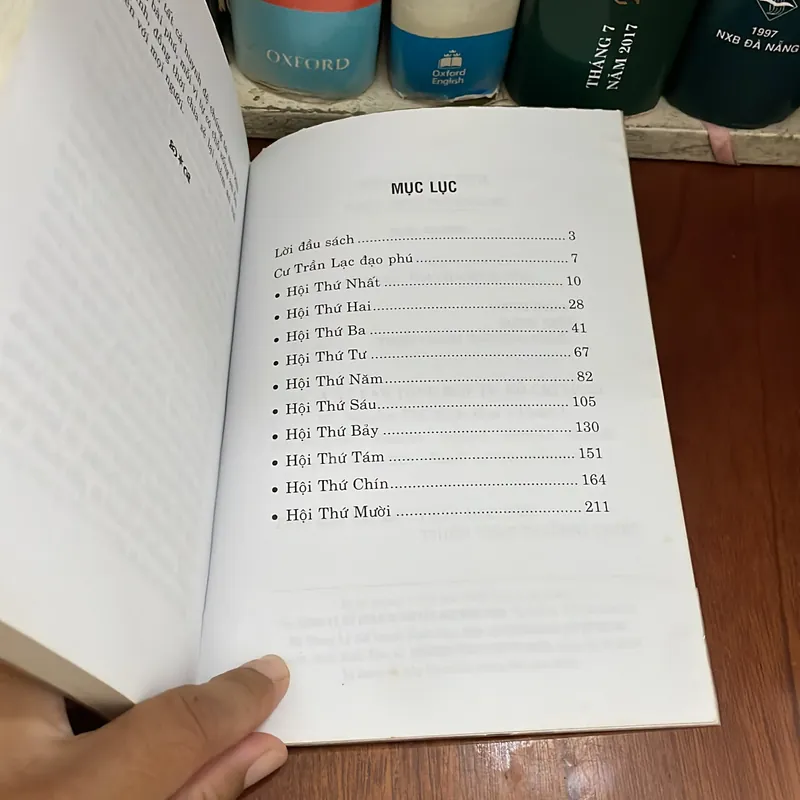 OXFORD
Oxford
English
THÁNG 7
NĂM 2017
1997
NXB ĐÀ NẴNG
với mọi người.
MỤC LỤC
Lời đầu sách ........ 3
Cư Trần Lạc đạo phú ........ 7
• Hội Thứ Nhất ........ 10
• Hội Thứ Hai ........ 28
• Hội Thứ Ba ........ 41
• Hội Thứ Tư ........ 67
• Hội Thứ Năm ........ 82
• Hội Thứ Sáu ........ 105
• Hội Thứ Bảy ........ 130
• Hội Thứ Tám ........ 151
• Hội Thứ Chín ........ 164
• Hội Thứ Mười ........ 211